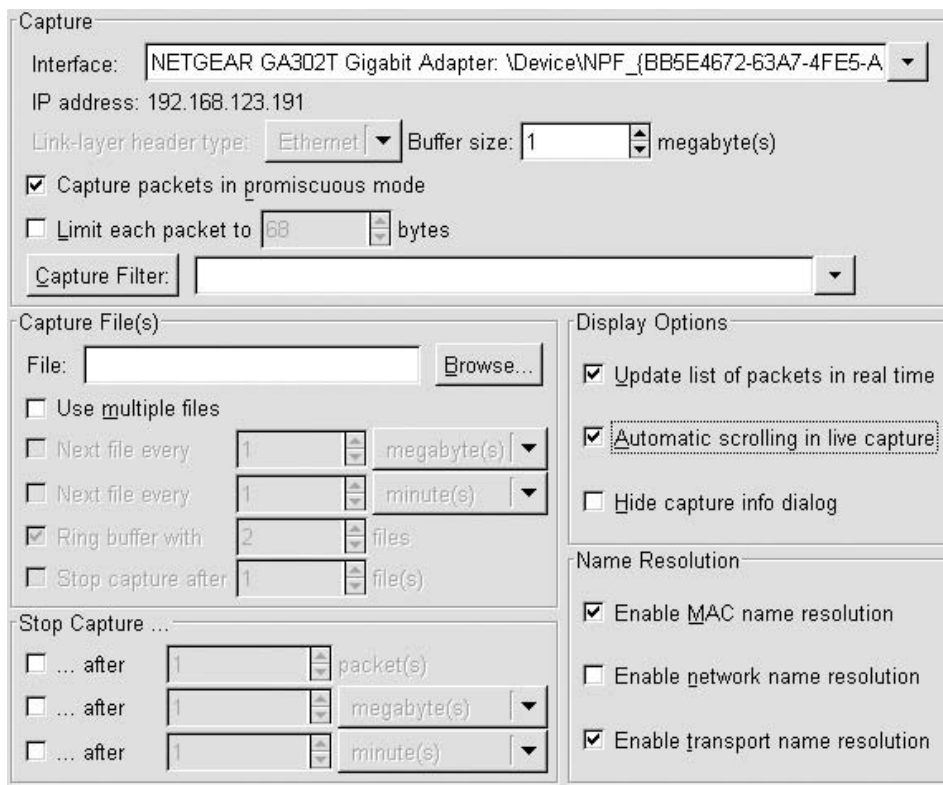 Capture
Interface: NETGEAR GA302T Gigabit Adapter: \Device\NPF_{BB5E4672-63A7-4FE5-A
IP address: 192.168.123.191
Link-layer header type: Ethernet Buffer size: 1 megabyte(s)
Capture packets in promiscuous mode
Limit each packet to 68 bytes
Capture Filter:
Capture File(s)
File: Browse...
Use multiple files
Next file every 1 megabyte(s)
Next file every 1 minute(s)
Ring buffer with 2 files
Stop capture after 1 file(s)
Stop Capture ...
... after 1 packet(s)
... after 1 megabyte(s)
... after 1 minute(s)
Display Options
Update list of packets in real time
Automatic scrolling in live capture
Hide capture info dialog
Name Resolution
Enable MAC name resolution
Enable network name resolution
Enable transport name resolution